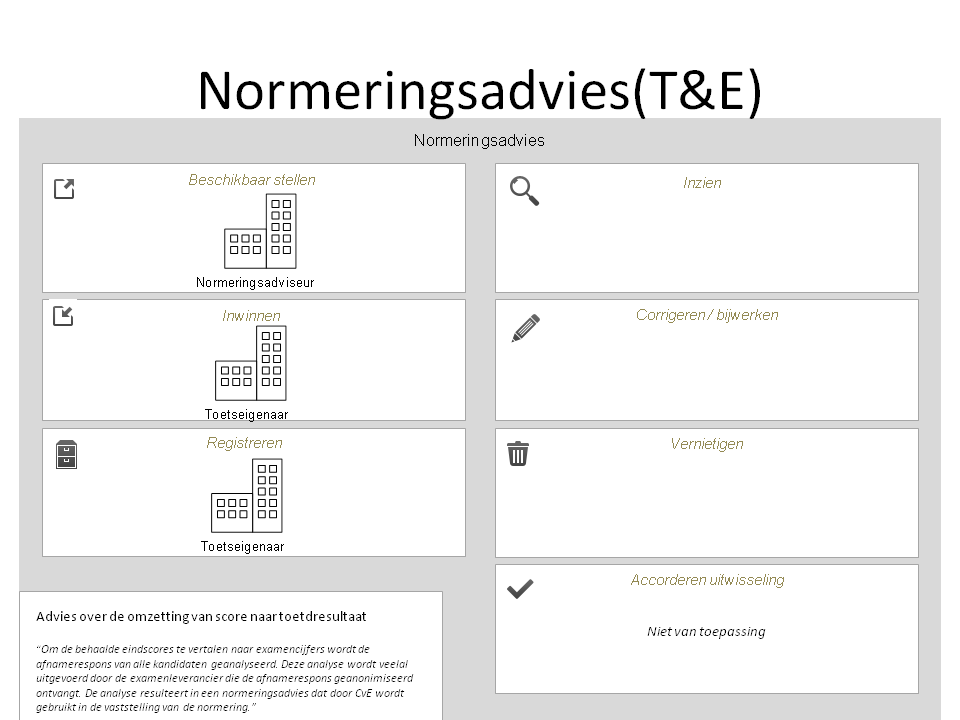 Normeringsadvies(T&E)
Normeringsadvies
Beschikbaar stellen
Normeringsadviseur
Inwinnen
Toetseigenaar
Registreren
Toetseigenaar
Inzien
Corrigeren / bijwerken
Vernietigen
Accorderen uitwisseling
Niet van toepassing
Advies over de omzetting van score naar toetdresultaat
“Om de behaalde eindscores te vertalen naar examencijfers wordt de
afnamerespons van alle kandidaten geanalyseerd. Deze analyse wordt veelal
uitgevoerd door de examenleverancier die de afnamerespons geanonimiseerd
ontvangt. De analyse resulteert in een normeringsadvies dat door CvE wordt
gebruikt in de vaststelling van de normering.”